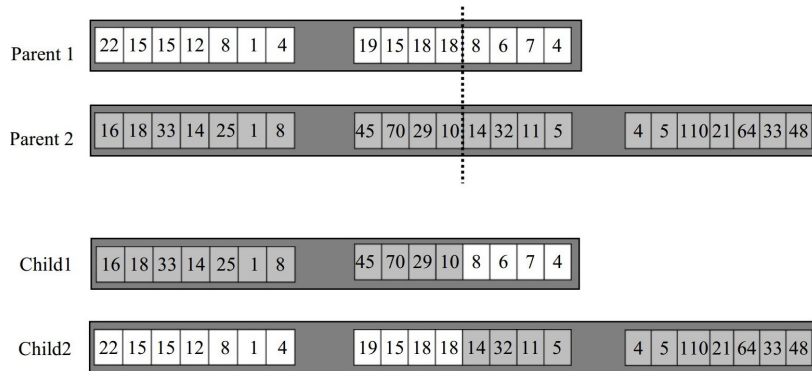 Parent 1 22 15 15 12 8 1 4 19 15 18 18 8 6 7 4
Parent 2 16 18 33 14 25 1 8 45 70 29 10 14 32 11 5 4 5 110 21 64 33 48
Child1 16 18 33 14 25 1 8 45 70 29 10 8 6 7 4
Child2 22 15 15 12 8 1 4 19 15 18 18 14 32 11 5 4 5 110 21 64 33 48